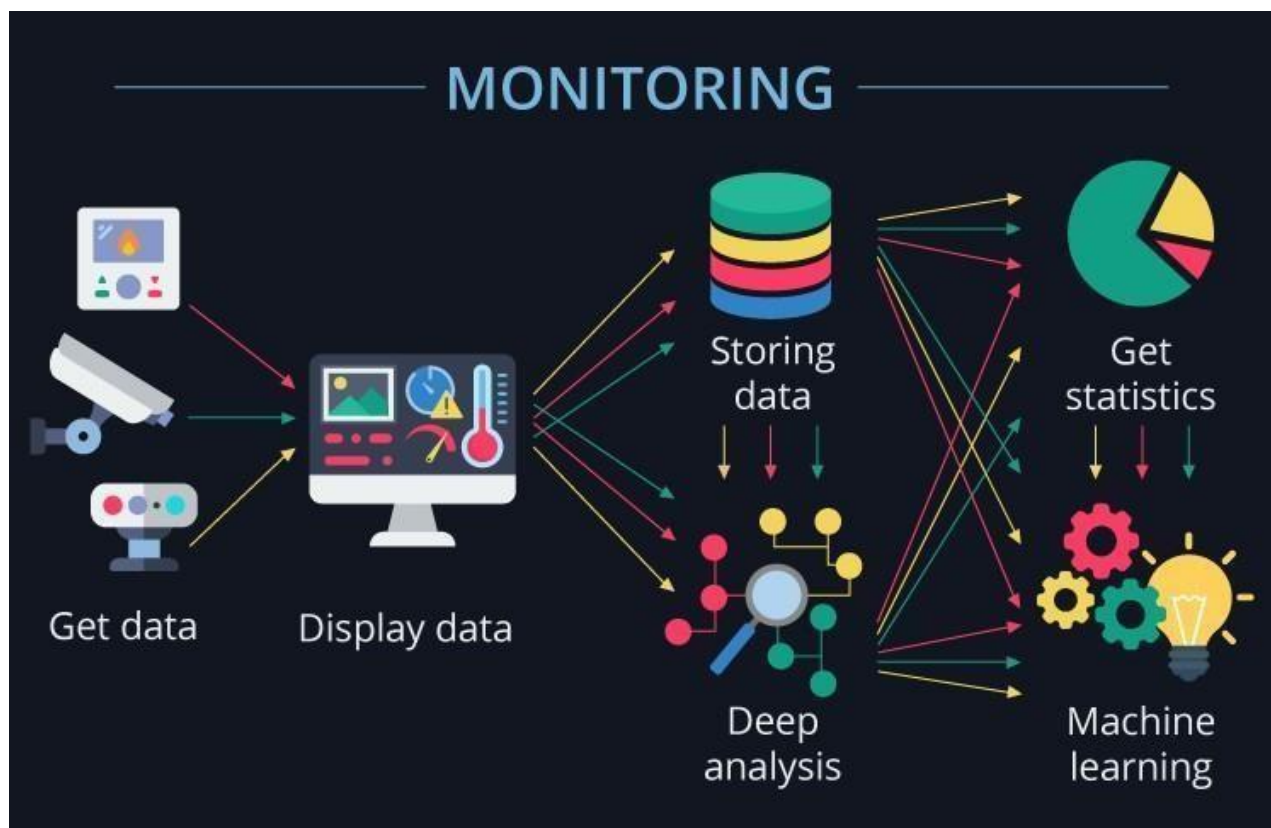 MONITORING
Get data
Display data
Storing
data
Get
statistics
Deep
analysis
Machine
learning